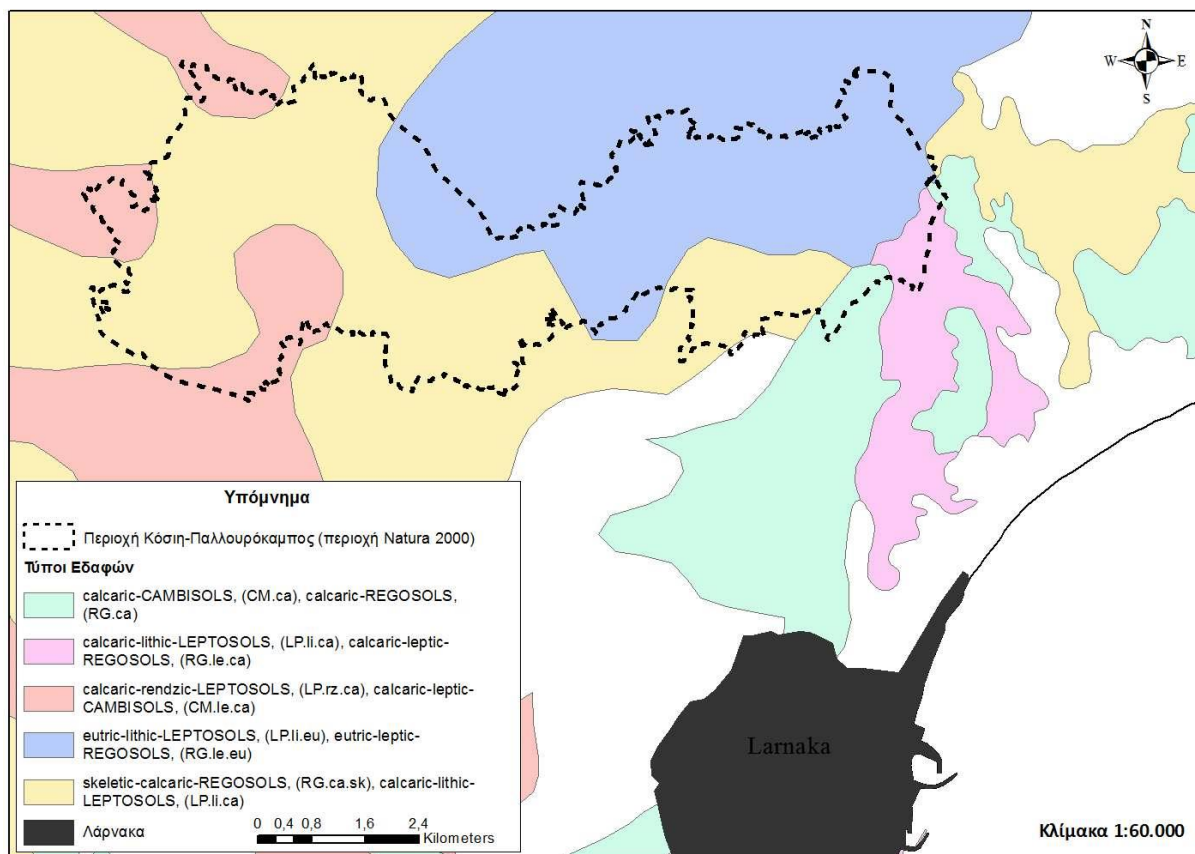 N
W E
S
Larnaka
Υπόμνημα
Περιοχή Κόσιη-Παλλουρόκαμπος (περιοχή Natura 2000)
Τύποι Εδαφών
calcaric-CAMBISOLS, (CM.ca), calcaric-REGOSOLS,
(RG.ca)
calcaric-lithic-LEPTOSOLS, (LP.li.ca), calcaric-leptic-
REGOSOLS, (RG.le.ca)
calcaric-rendzic-LEPTOSOLS, (LP.rz.ca), calcaric-leptic-
CAMBISOLS, (CM.le.ca)
eutric-lithic-LEPTOSOLS, (LP.li.eu), eutric-leptic-
REGOSOLS, (RG.le.eu)
skeletic-calcaric-REGOSOLS, (RG.ca.sk), calcaric-lithic-
LEPTOSOLS, (LP.li.ca)
Λάρνακα
0 0,4 0,8 1,6 2,4
Kilometers
Κλίμακα 1:60.000